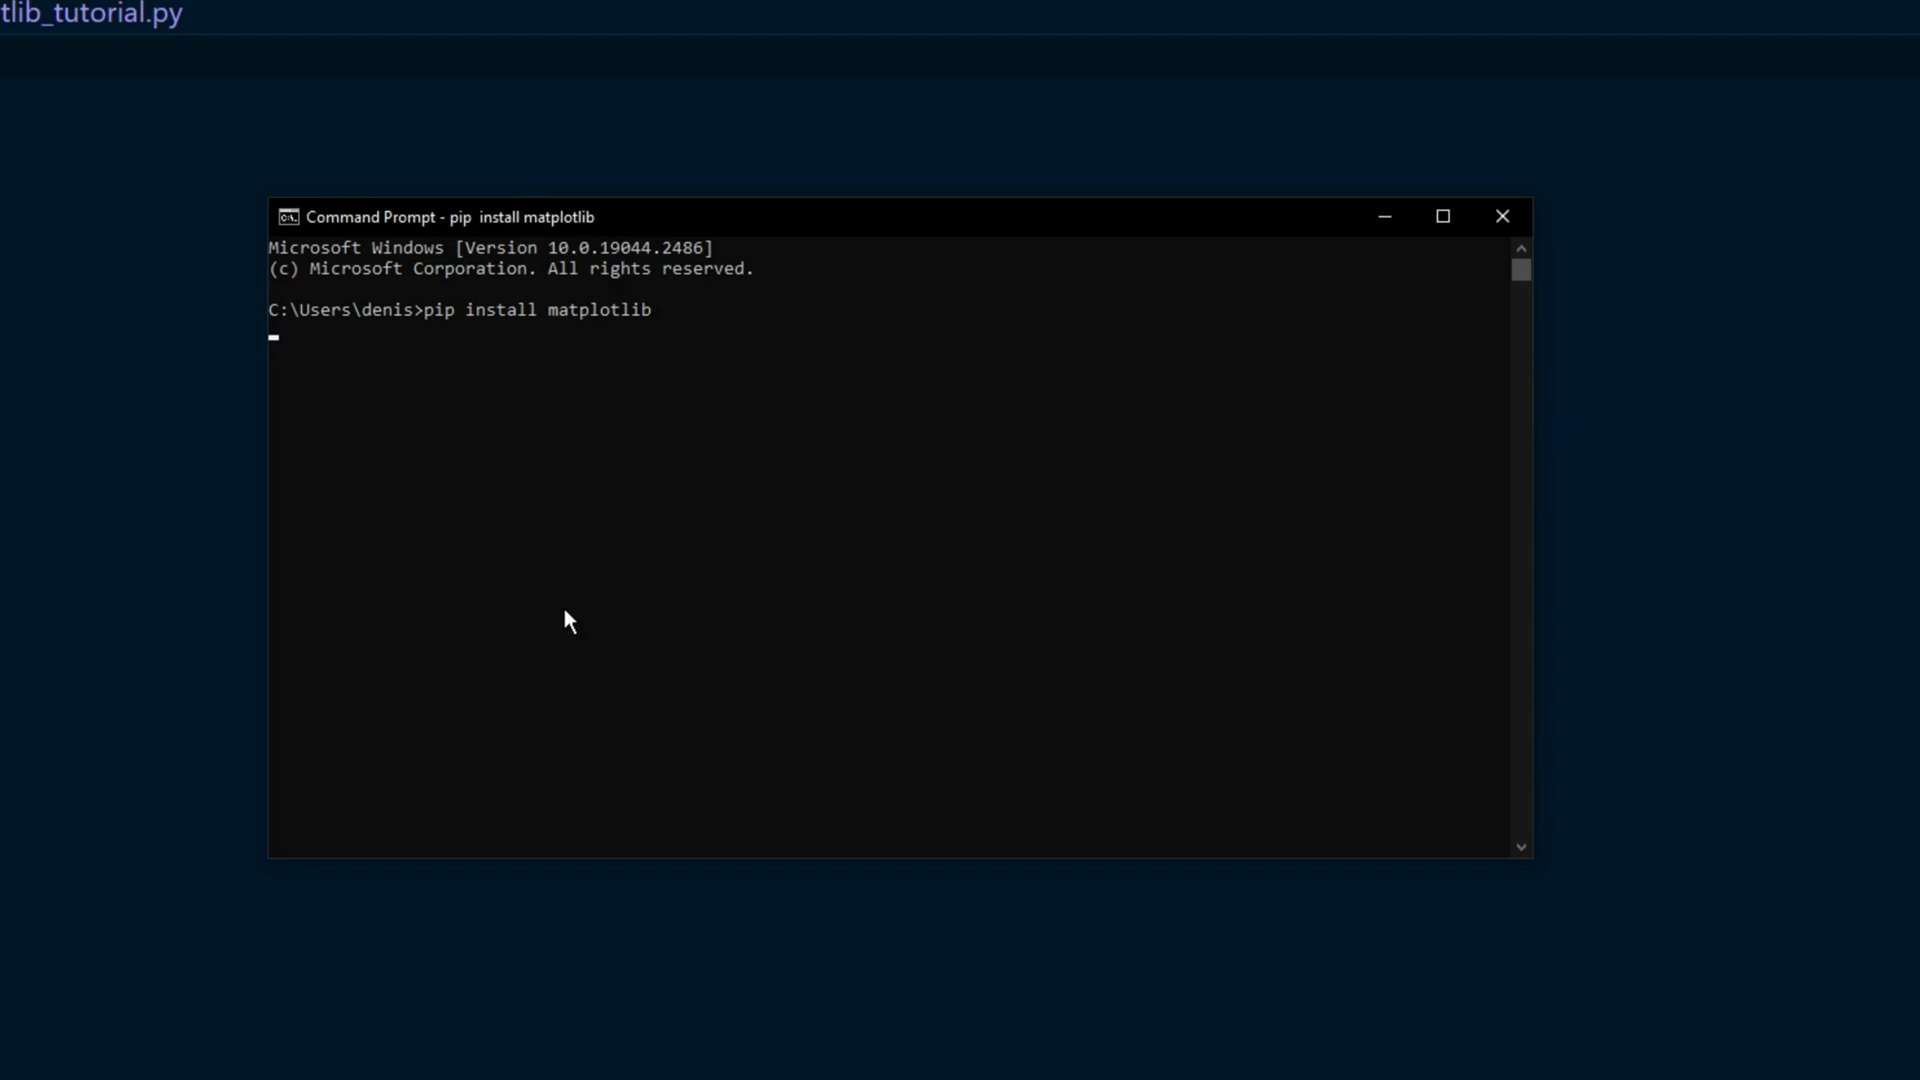 tlib_tutorial.py
Command Prompt - pip  install matplotlib
Microsoft Windows [Version 10.0.19044.2486]
(c) Microsoft Corporation. All rights reserved.
C:\Users\denis>pip install matplotlib